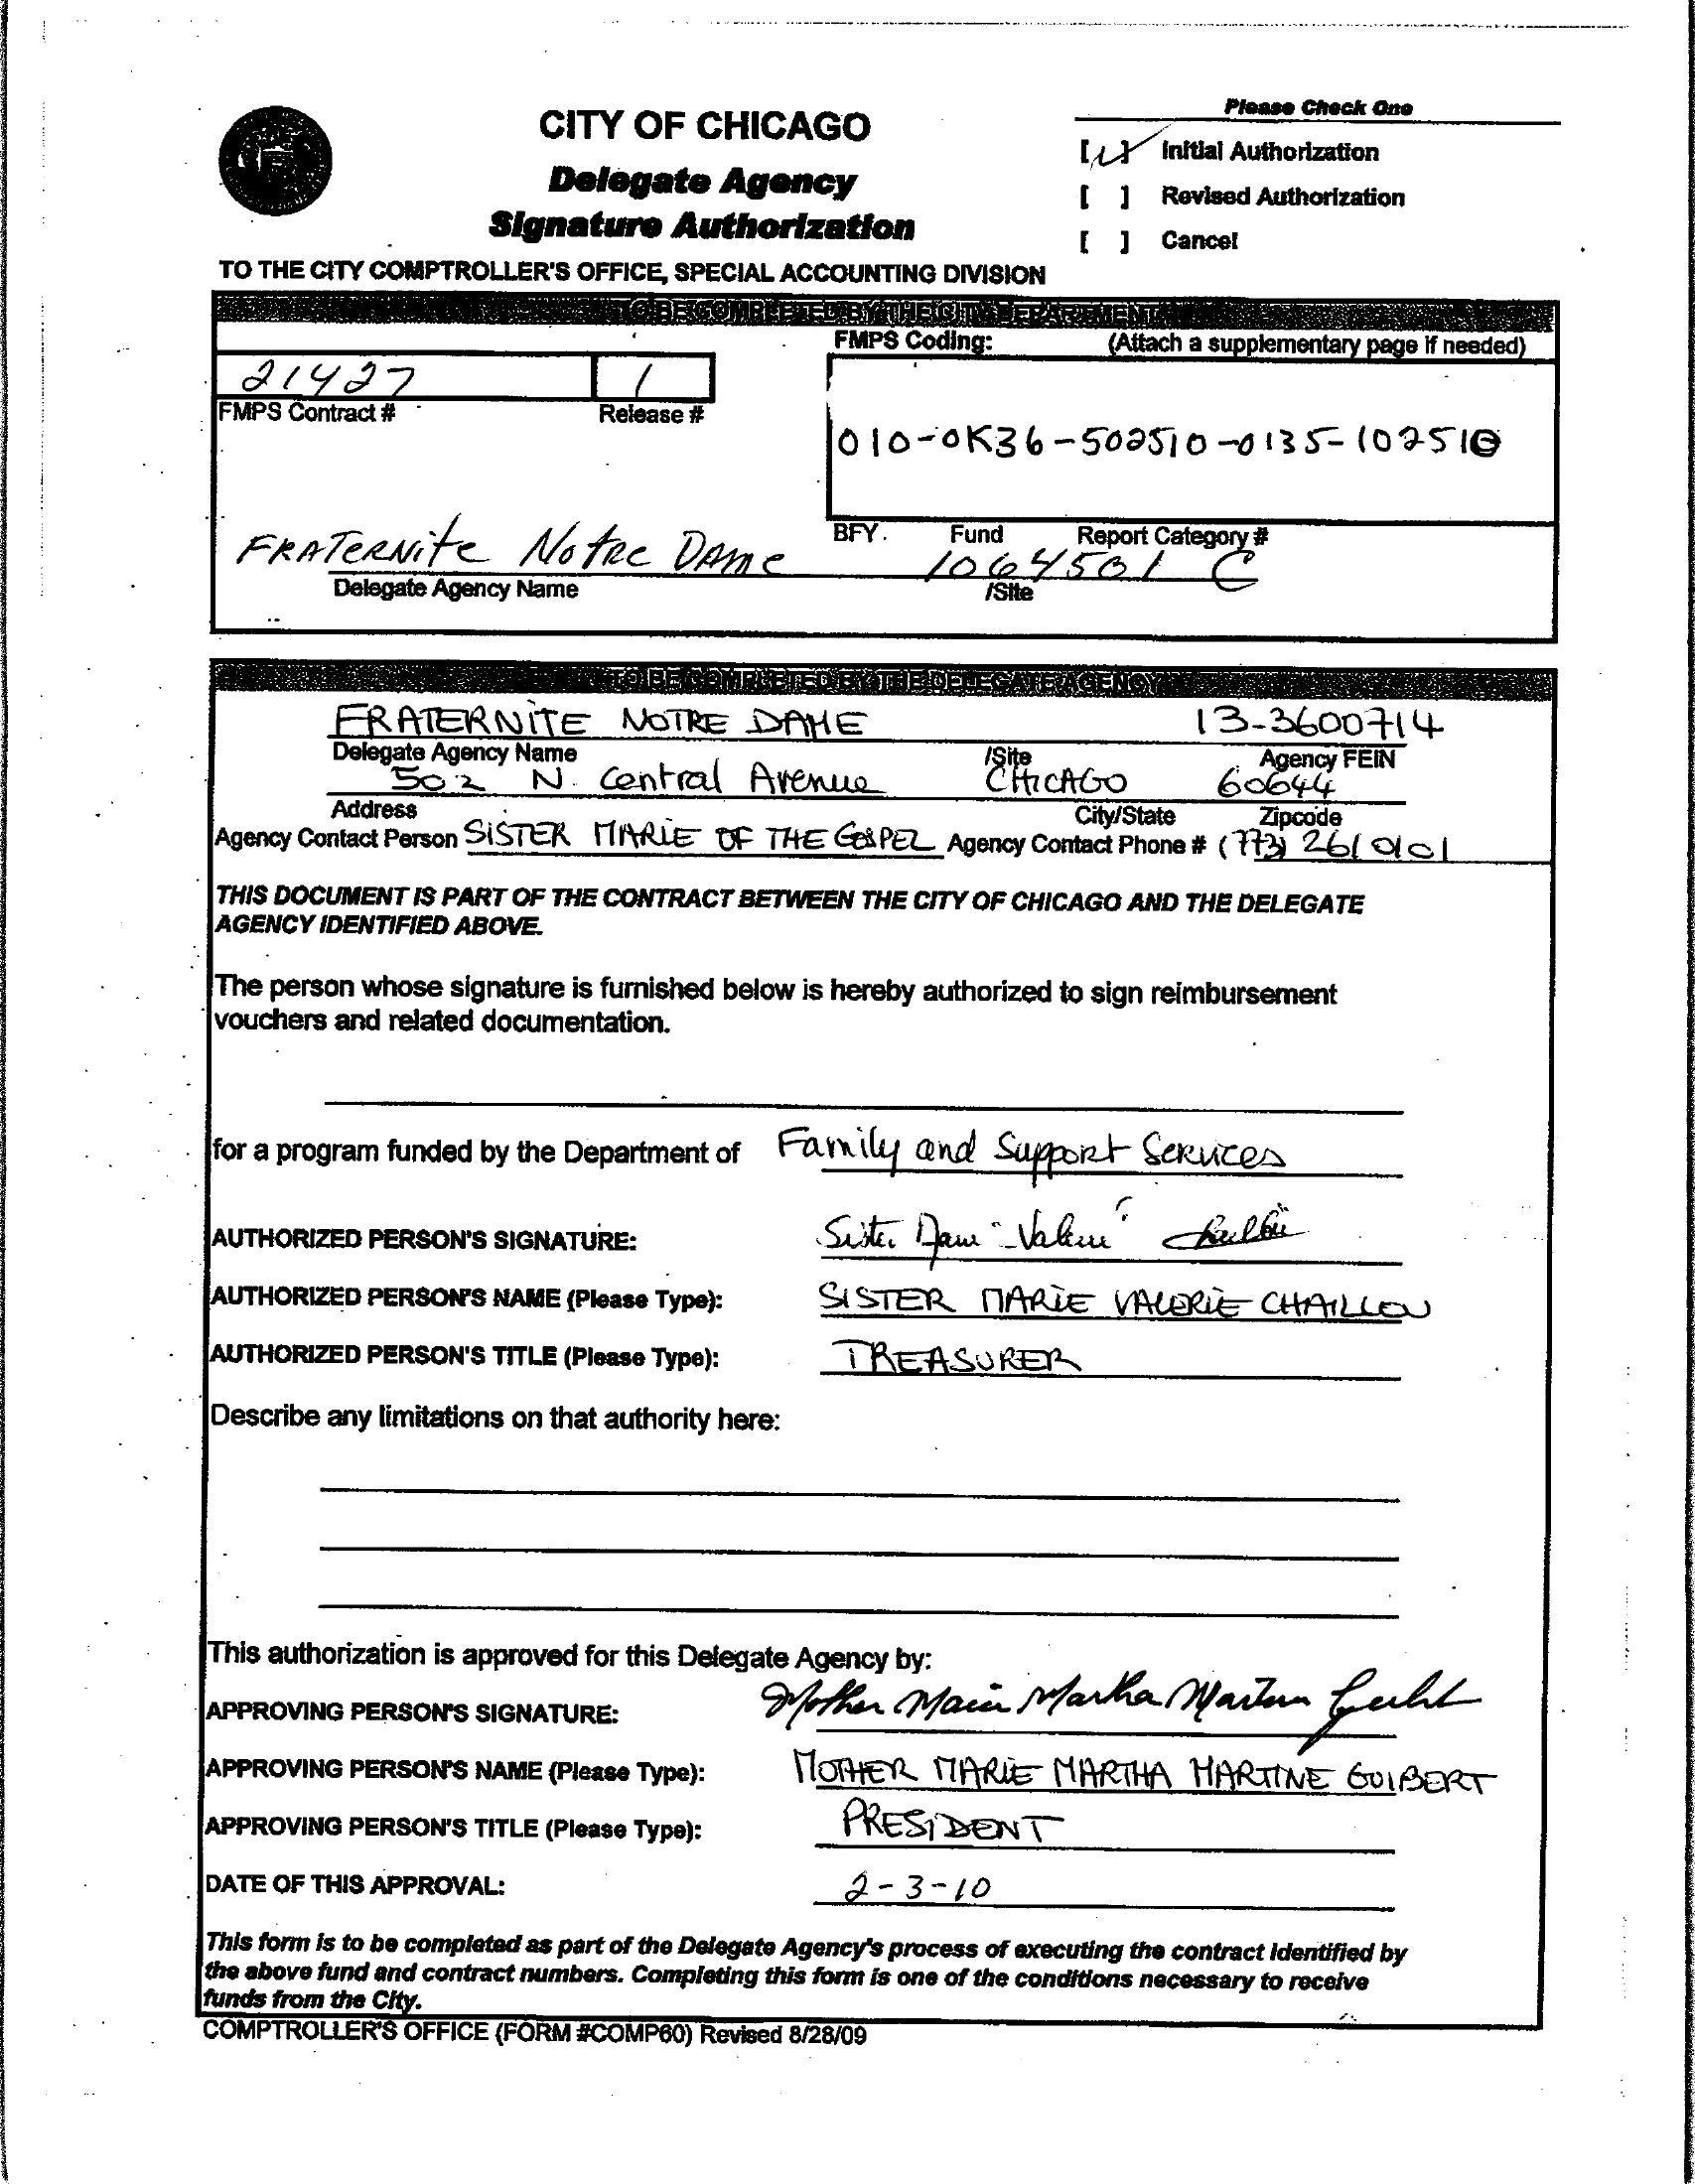 Please Check One
CITY OF CHICAGO
Delegate Agency
Signature Authorization
[✓] Initial Authorization
[ ] Revised Authorization
[ ] Cancel
TO THE CITY COMPTROLLER'S OFFICE, SPECIAL ACCOUNTING DIVISION
TO BE COMPLETED BY THE CITY DEPARTMENT
FMPS Coding: (Attach a supplementary page if needed)
21427 1
FMPS Contract # Release #
010-0K36-502510-0135-102510
BFY. Fund Report Category #
FRATERNITE NOTRE DAME 1064501 C
Delegate Agency Name /Site
TO BE COMPLETED BY THE DELEGATE AGENCY
FRATERNITE NOTRE DAME 13-3600714
Delegate Agency Name /Site Agency FEIN
502 N. Central Avenue CHICAGO 60644
Address City/State Zipcode
Agency Contact Person SISTER MARIE OF THE GOSPEL Agency Contact Phone # (773) 261 0101
THIS DOCUMENT IS PART OF THE CONTRACT BETWEEN THE CITY OF CHICAGO AND THE DELEGATE
AGENCY IDENTIFIED ABOVE.
The person whose signature is furnished below is hereby authorized to sign reimbursement
vouchers and related documentation.
for a program funded by the Department of Family and Support Services
AUTHORIZED PERSON'S SIGNATURE: Sister
AUTHORIZED PERSON'S NAME (Please Type): SISTER MARIE VALERIE CHAILLOU
AUTHORIZED PERSON'S TITLE (Please Type): TREASURER
Describe any limitations on that authority here:
This authorization is approved for this Delegate Agency by:
APPROVING PERSON'S SIGNATURE: Mother Marie Martha Martine
APPROVING PERSON'S NAME (Please Type): MOTHER MARIE MARTHA MARTINE GUIBERT
APPROVING PERSON'S TITLE (Please Type): PRESIDENT
DATE OF THIS APPROVAL: 2-3-10
This form is to be completed as part of the Delegate Agency's process of executing the contract identified by
the above fund and contract numbers. Completing this form is one of the conditions necessary to receive
funds from the City.
COMPTROLLER'S OFFICE (FORM #COMP60) Revised 8/28/09